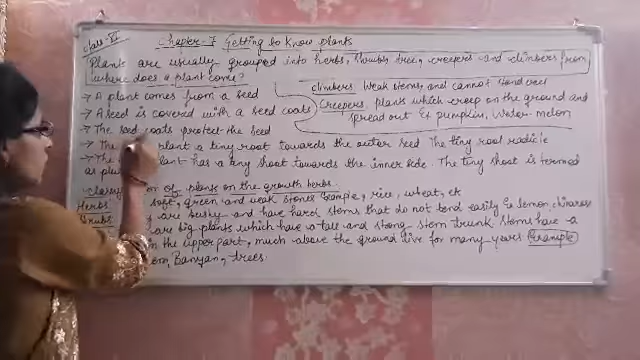 Class-VI
Chapter-7 Getting to know plants
Plants are usually grouped into herbs, shrubs tree, creepers and climbers from
where does a plant come?
→ A plant comes from a seed
→ A seed is covered with a seed coats
→ The seed coats protect the seed
climbers Weak stems, and cannot stand erect
Creepers plants which creep on the ground and
spread out Ex pumpkin, Water melon
→ The plant a tiny root towards the outer seed The tiny root radicle
→ The plant has a tiny shoot towards the inner side. The tiny shoot is termed
as
of plants on the growth herbs.
Herbs soft, green and weak Example, rice, wheat, etc
Shrubs are bushy and have hard stems that do not bend easily Ex lemon
are big plants which have a tall and strong stem trunk stems have a
in the upper part, much above the ground live for many years Example
Banyan, trees.